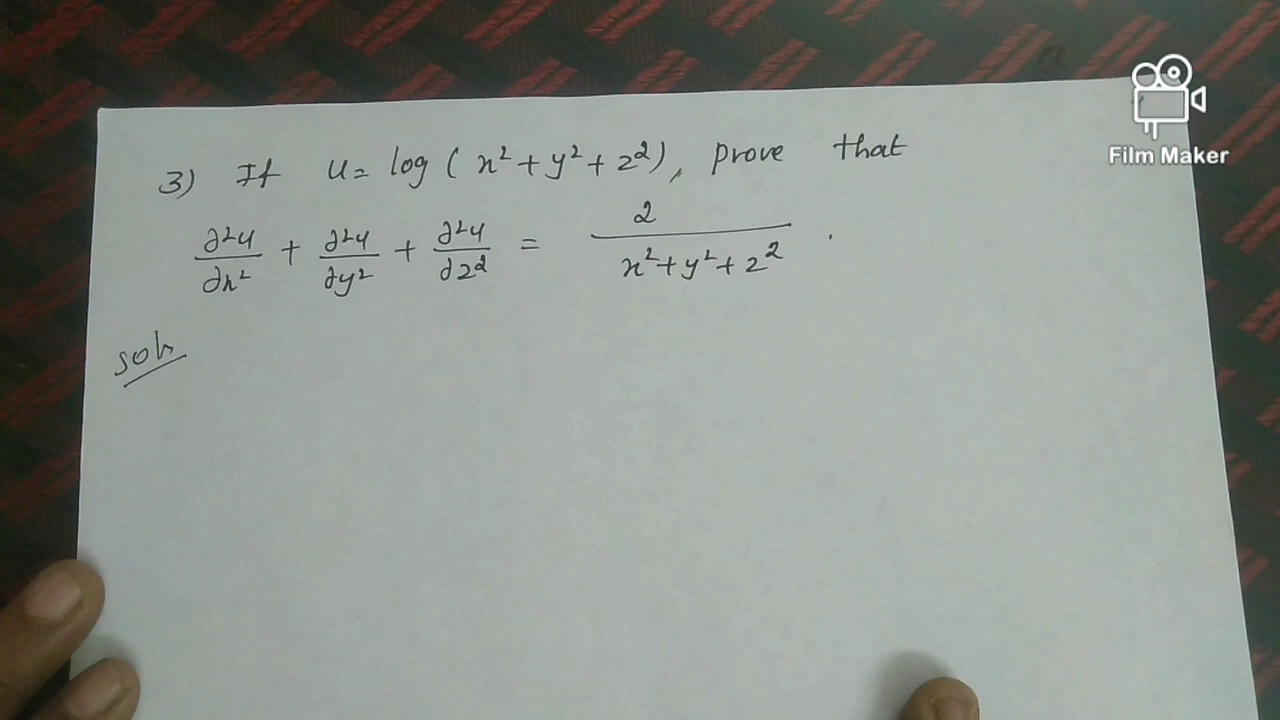 3) If u = log (x² + y² + z²), prove that
∂²u/∂x² + ∂²u/∂y² + ∂²u/∂z² = 2/(x² + y² + z²) .
Soln
Film Maker